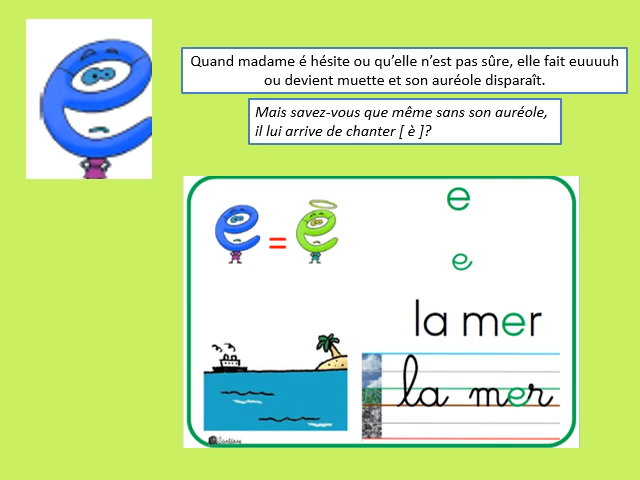 Quand madame é hésite ou qu’elle n’est pas sûre, elle fait euuuuh
ou devient muette et son auréole disparaît.
Mais savez-vous que même sans son auréole,
il lui arrive de chanter [ è ]?
e
e = e
e
la mer
la mer